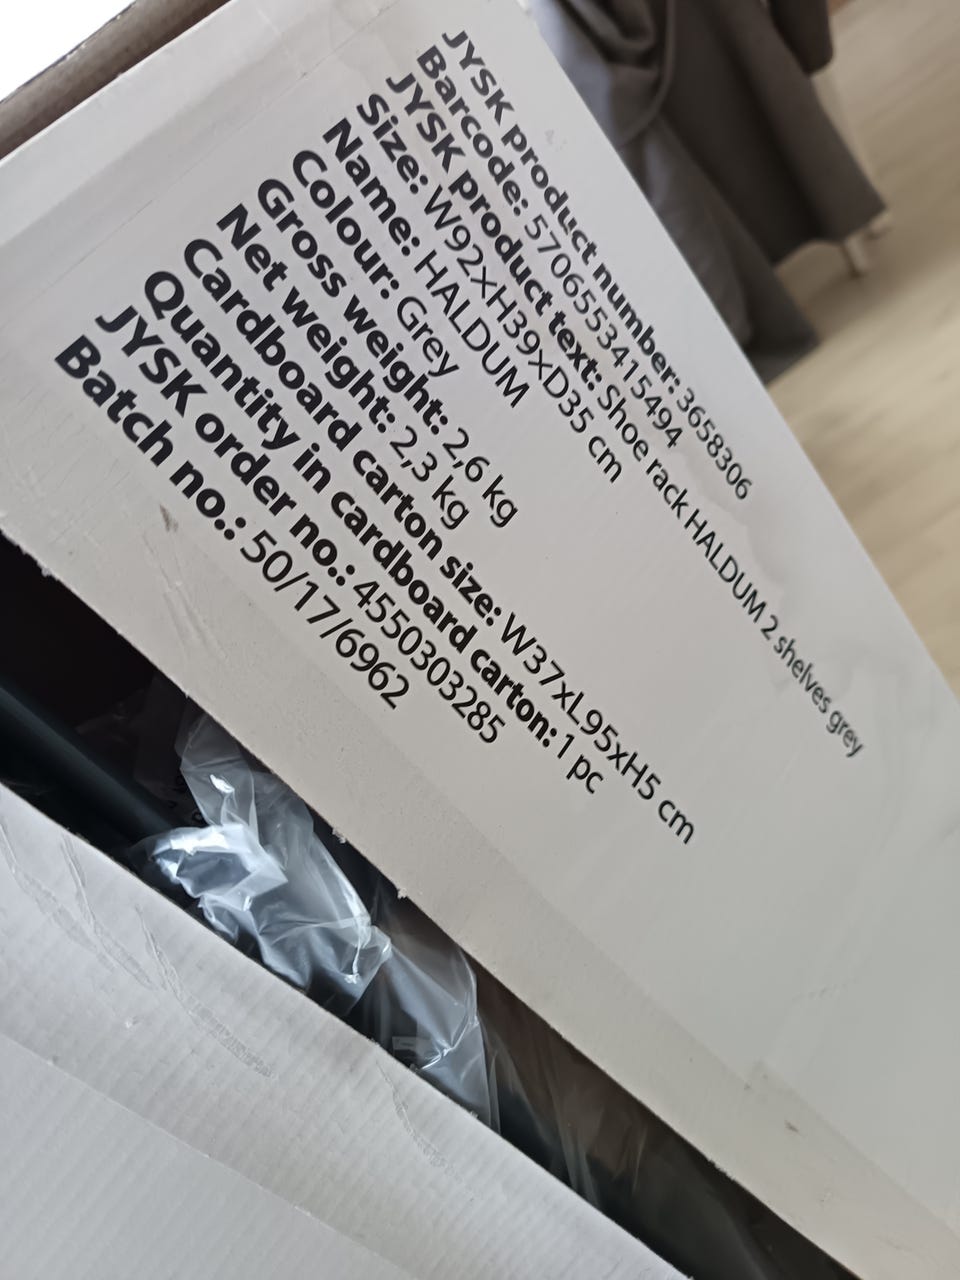 JYSK product number: 3658306
Barcode: 5706553415494
JYSK product text: Shoe rack HALDUM 2 shelves grey
Size: W92xH39xD35 cm
Name: HALDUM
Colour: Grey
Gross weight: 2,6 kg
Net weight: 2,3 kg
Cardboard carton size: W37xL95xH5 cm
Quantity in cardboard carton: 1 pc
JYSK order no.: 4550303285
Batch no.: 50/17/6962